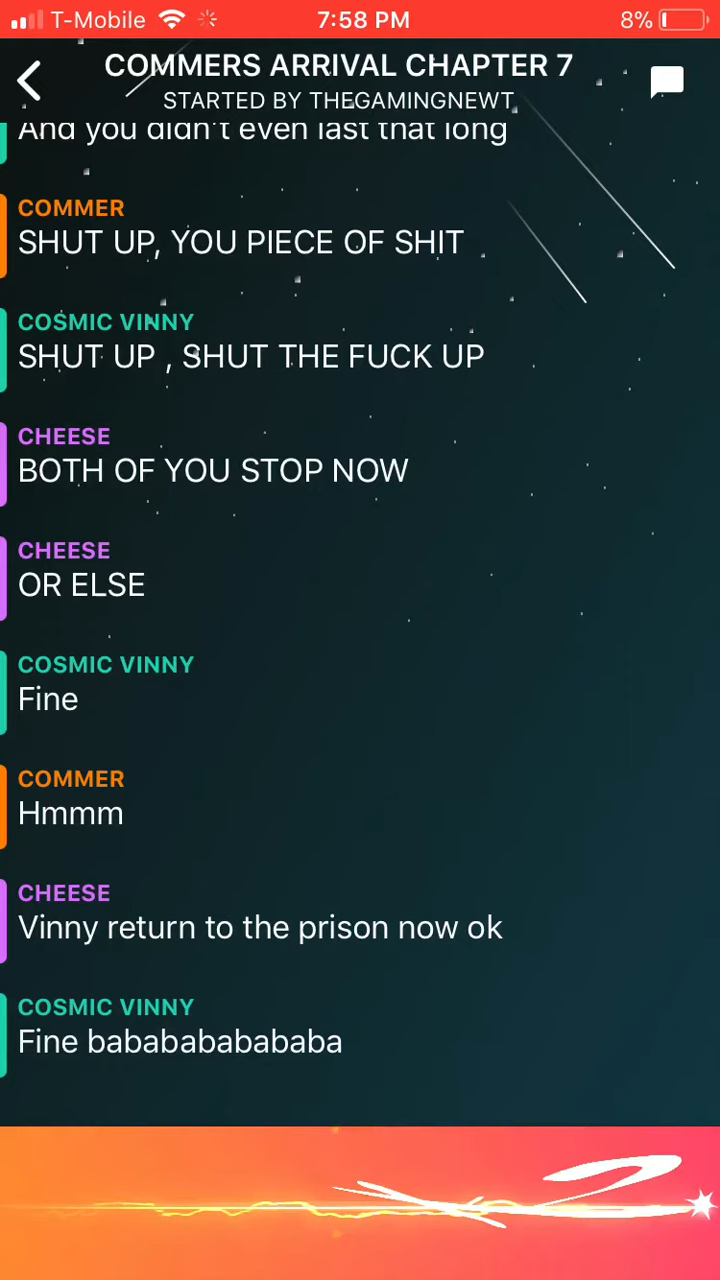 T-Mobile
7:58 PM
8%
COMMERS ARRIVAL CHAPTER 7
STARTED BY THEGAMINGNEWT
And you didn't even last that long
COMMER
SHUT UP, YOU PIECE OF SHIT
COSMIC VINNY
SHUT UP , SHUT THE FUCK UP
CHEESE
BOTH OF YOU STOP NOW
CHEESE
OR ELSE
COSMIC VINNY
Fine
COMMER
Hmmm
CHEESE
Vinny return to the prison now ok
COSMIC VINNY
Fine babababababa